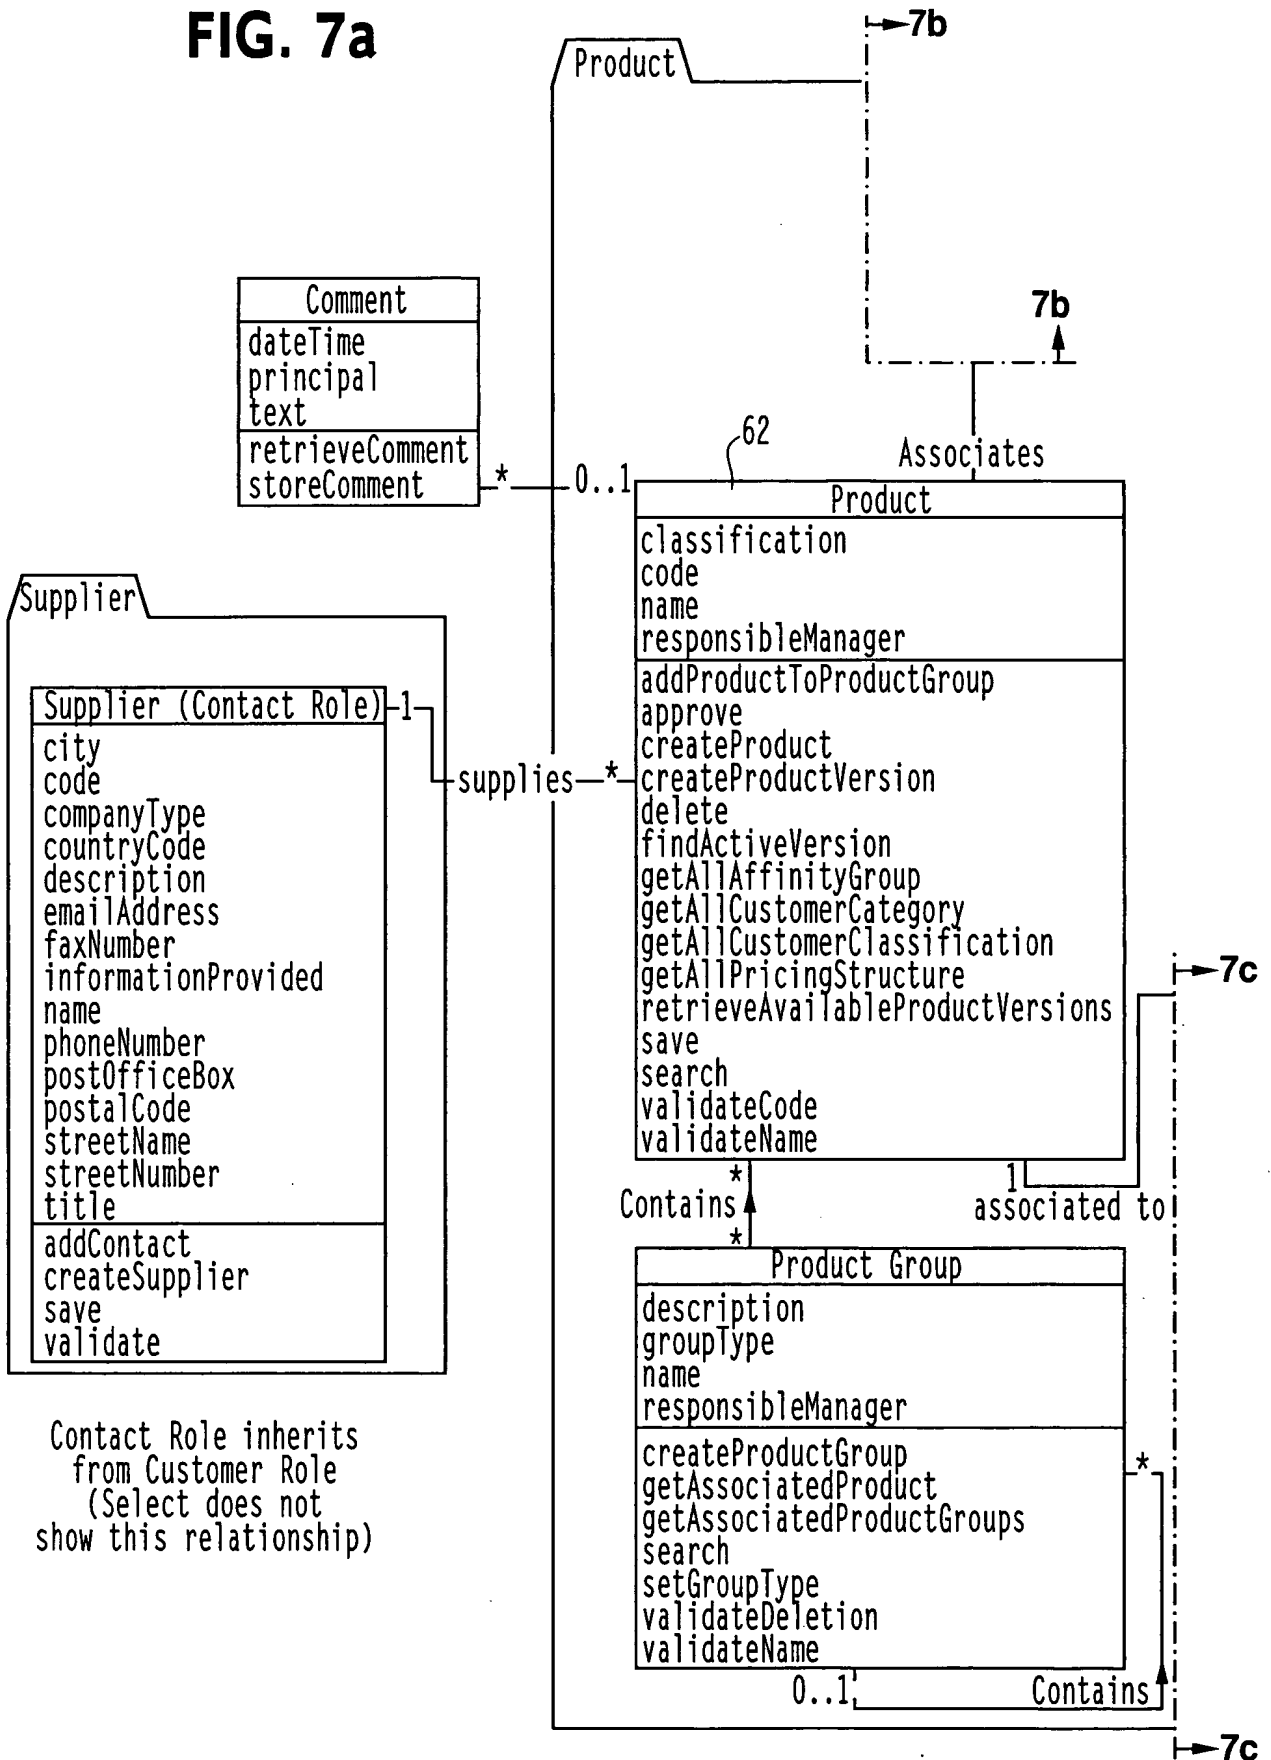 FIG. 7a
7b
Product
7b
Comment
dateTime
principal
text
retrieveComment
storeComment
*
0..1
62
Associates
Product
classification
code
name
responsibleManager
addProductToProductGroup
approve
createProduct
createProductVersion
delete
findActiveVersion
getAllAffinityGroup
getAllCustomerCategory
getAllCustomerClassification
getAllPricingStructure
retrieveAvailableProductVersions
save
search
validateCode
validateName
Supplier
Supplier (Contact Role)
1
supplies
*
city
code
companyType
countryCode
description
emailAddress
faxNumber
informationProvided
name
phoneNumber
postOfficeBox
postalCode
streetName
streetNumber
title
addContact
createSupplier
save
validate
7c
*
Contains
*
1
associated to
Product Group
description
groupType
name
responsibleManager
createProductGroup
getAssociatedProduct
getAssociatedProductGroups
search
setGroupType
validateDeletion
validateName
*
0..1
Contains
Contact Role inherits
from Customer Role
(Select does not
show this relationship)
7c